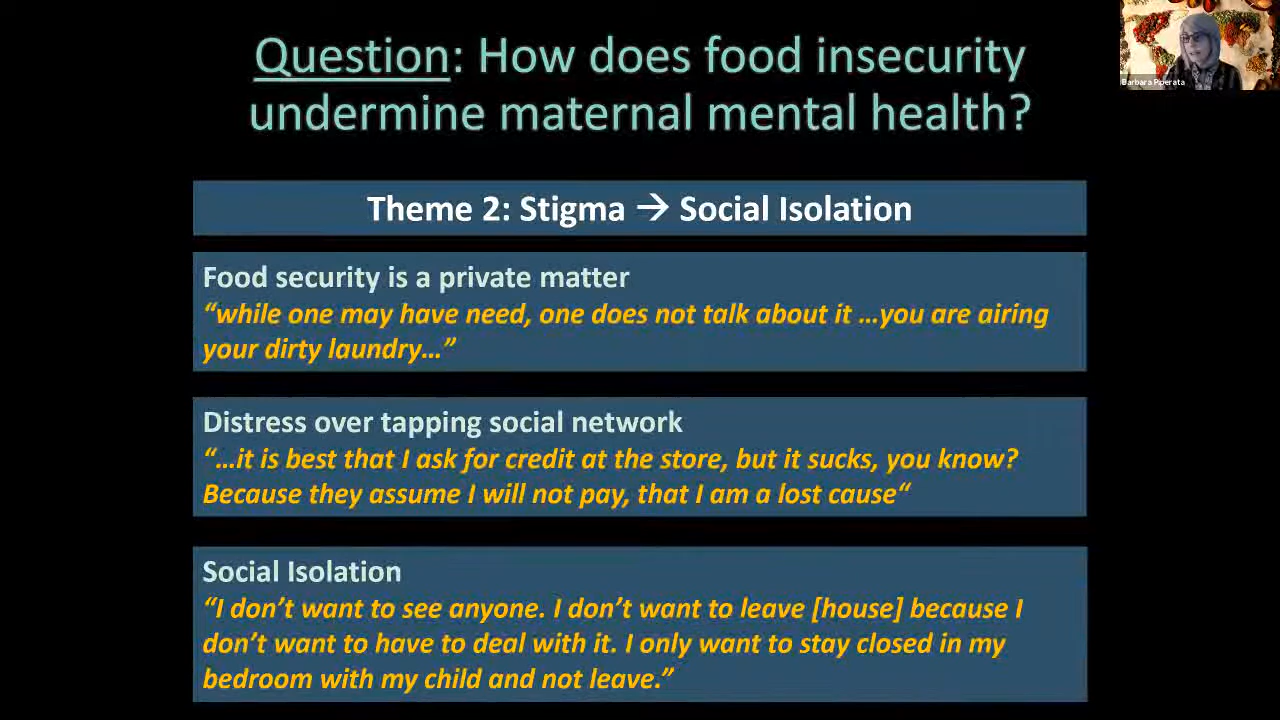 Question: How does food insecurity
undermine maternal mental health?
Barbara Piperata
Theme 2: Stigma → Social Isolation
Food security is a private matter
“while one may have need, one does not talk about it …you are airing
your dirty laundry…”
Distress over tapping social network
“…it is best that I ask for credit at the store, but it sucks, you know?
Because they assume I will not pay, that I am a lost cause“
Social Isolation
“I don’t want to see anyone. I don’t want to leave [house] because I
don’t want to have to deal with it. I only want to stay closed in my
bedroom with my child and not leave.”